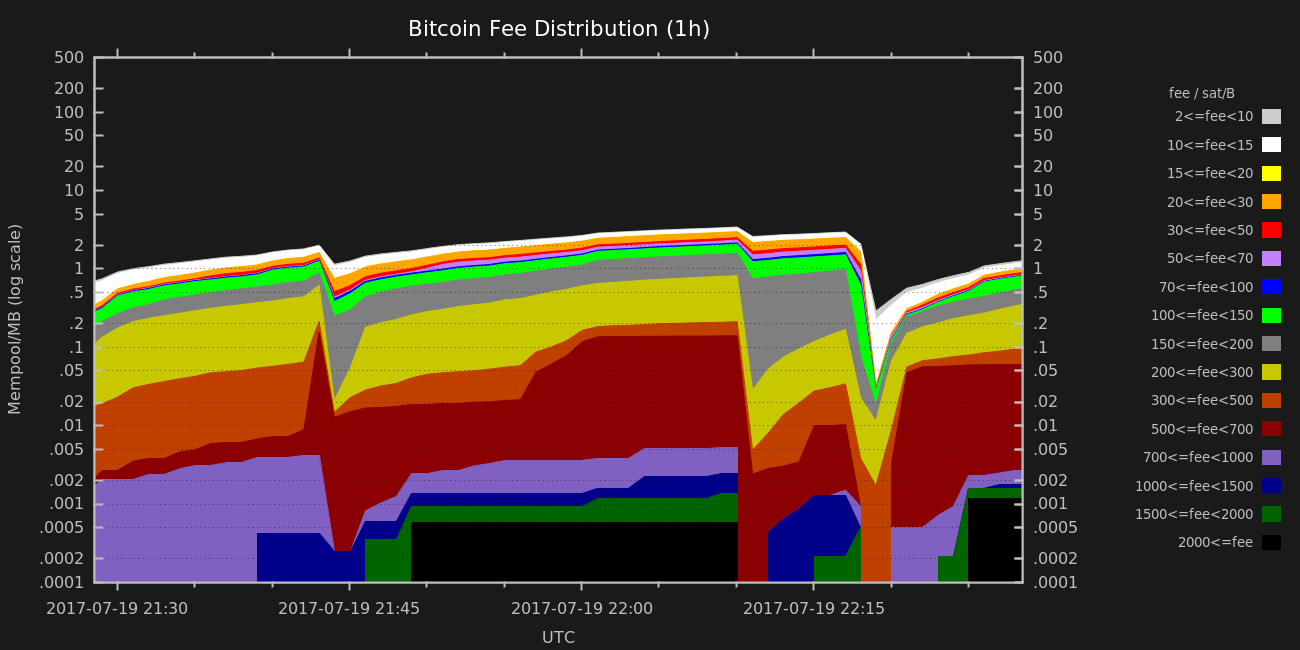 Bitcoin Fee Distribution (1h)
500 500
200 200
100 100
50 50
20 20
10 10
5 5
2 2
1 1
.5 .5
.2 .2
.1 .1
.05 .05
.02 .02
.01 .01
.005 .005
.002 .002
.001 .001
.0005 .0005
.0002 .0002
.0001 .0001
Mempool/MB (log scale)
2017-07-19 21:30 2017-07-19 21:45 2017-07-19 22:00 2017-07-19 22:15
UTC
fee / sat/B
2<=fee<10
10<=fee<15
15<=fee<20
20<=fee<30
30<=fee<50
50<=fee<70
70<=fee<100
100<=fee<150
150<=fee<200
200<=fee<300
300<=fee<500
500<=fee<700
700<=fee<1000
1000<=fee<1500
1500<=fee<2000
2000<=fee